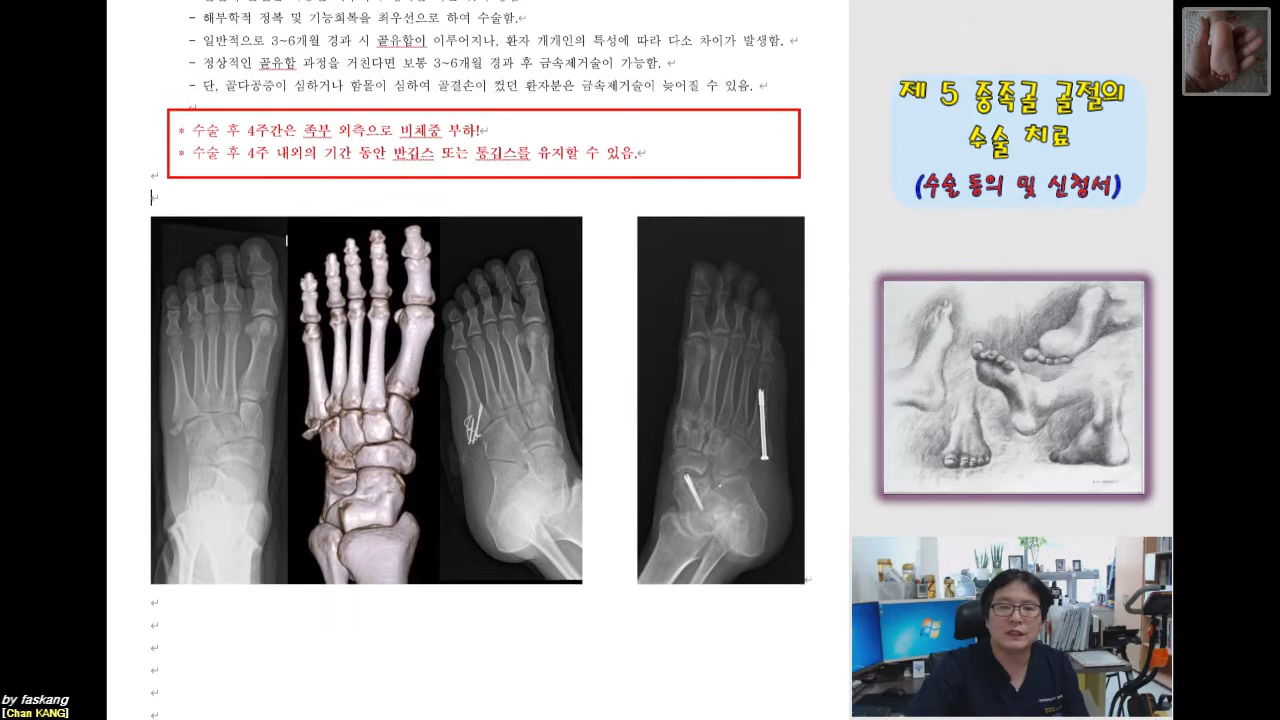 - 해부학적 정복 및 기능회복을 최우선으로 하여 수술함.
- 일반적으로 3~6개월 경과 시 골유합이 이루어지나, 환자 개개인의 특성에 따라 다소 차이가 발생함.
- 정상적인 골유합 과정을 거친다면 보통 3~6개월 경과 후 금속제거술이 가능함.
- 단, 골다공증이 심하거나 함몰이 심하여 골결손이 컸던 환자분은 금속제거술이 늦어질 수 있음.
* 수술 후 4주간은 족부 외측으로 비체중 부하!
* 수술 후 4주 내외의 기간 동안 반깁스 또는 통깁스를 유지할 수 있음.
제 5 중족골 골절의
수술 치료
(수술 동의 및 신청서)
by faskang
[Chan KANG]